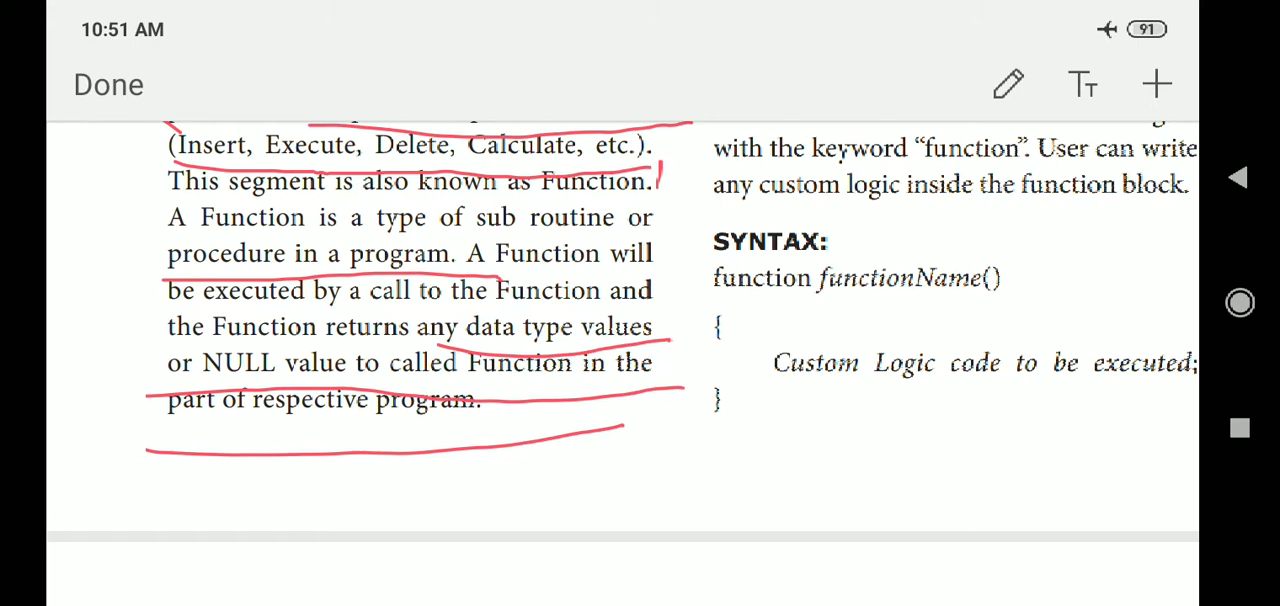 10:51 AM
91
Done
TT
(Insert, Execute, Delete, Calculate, etc.).
This segment is also known as Function.
A Function is a type of sub routine or
procedure in a program. A Function will
be executed by a call to the Function and
the Function returns any data type values
or NULL value to called Function in the
part of respective program.
with the keyword “function”. User can write
any custom logic inside the function block.
SYNTAX:
function functionName()
{
Custom Logic code to be executed;
}